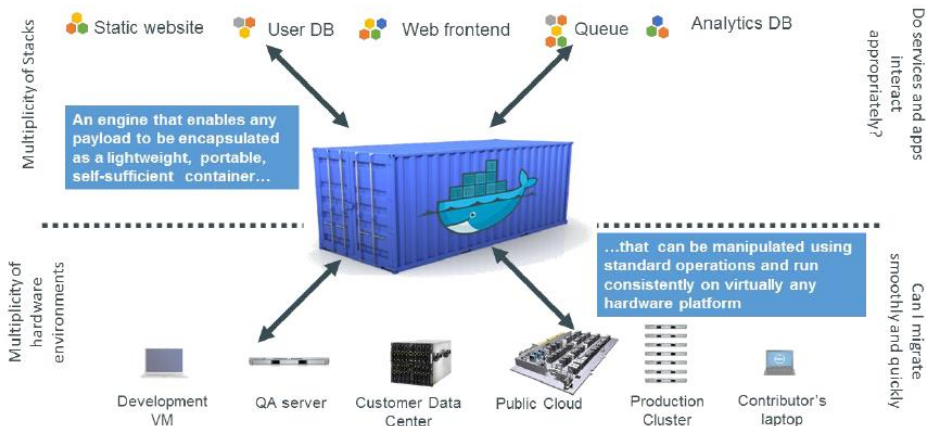 Static website
User DB
Web frontend
Queue
Analytics DB
Multiplicity of Stacks
Do services and apps
interact
appropriately?
An engine that enables any
payload to be encapsulated
as a lightweight, portable,
self-sufficient container…
…that can be manipulated using
standard operations and run
consistently on virtually any
hardware platform
Multiplicity of
hardware
environments
Can I migrate
smoothly and quickly
Development
VM
QA server
Customer Data
Center
Public Cloud
Production
Cluster
Contributor's
laptop